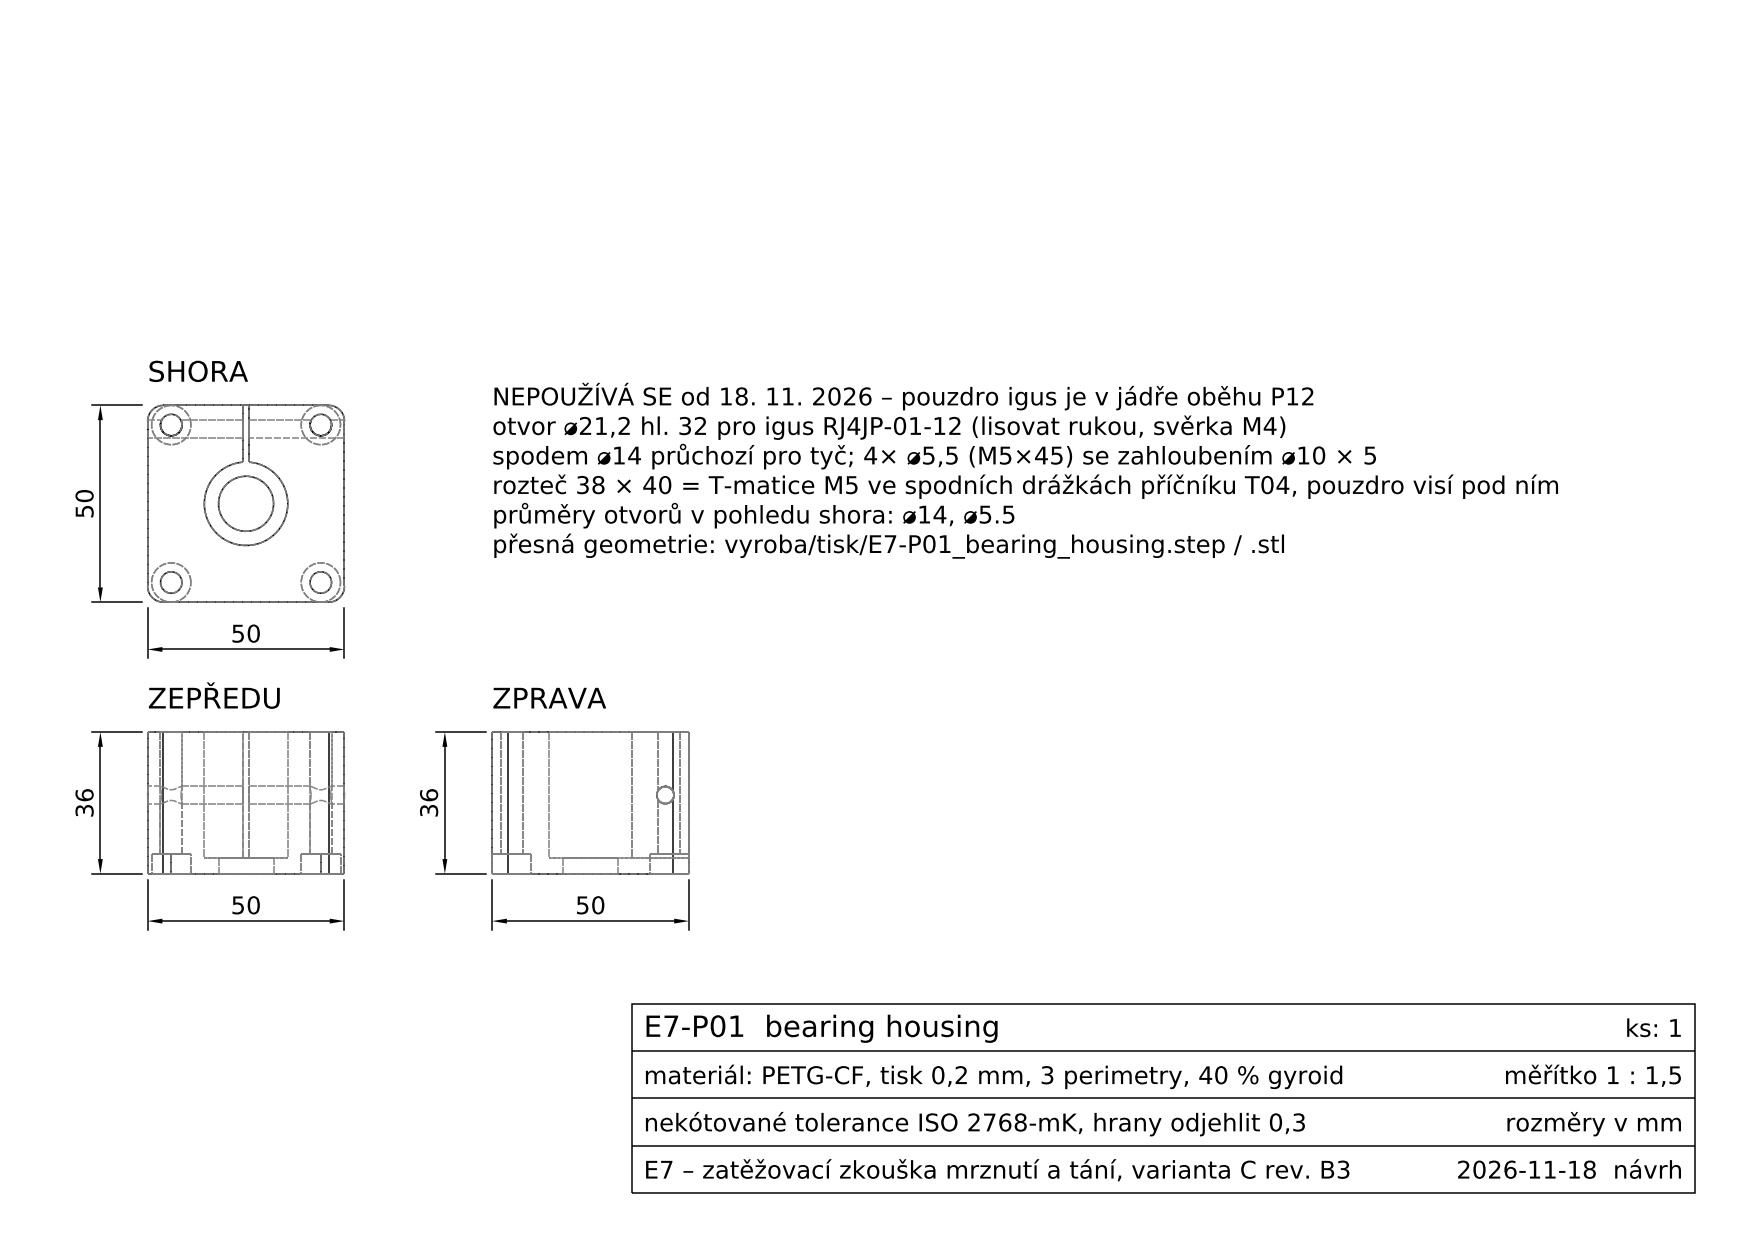 SHORA
50
50
NEPOUŽÍVÁ SE od 18. 11. 2026 – pouzdro igus je v jádře oběhu P12
otvor ⌀21,2 hl. 32 pro igus RJ4JP-01-12 (lisovat rukou, svěrka M4)
spodem ⌀14 průchozí pro tyč; 4× ⌀5,5 (M5×45) se zahloubením ⌀10 × 5
rozteč 38 × 40 = T-matice M5 ve spodních drážkách příčníku T04, pouzdro visí pod ním
průměry otvorů v pohledu shora: ⌀14, ⌀5.5
přesná geometrie: vyroba/tisk/E7-P01_bearing_housing.step / .stl
ZEPŘEDU
36
50
ZPRAVA
36
50
E7-P01 bearing housing ks: 1
materiál: PETG-CF, tisk 0,2 mm, 3 perimetry, 40 % gyroid měřítko 1 : 1,5
nekótované tolerance ISO 2768-mK, hrany odjehlit 0,3 rozměry v mm
E7 – zatěžovací zkouška mrznutí a tání, varianta C rev. B3 2026-11-18 návrh